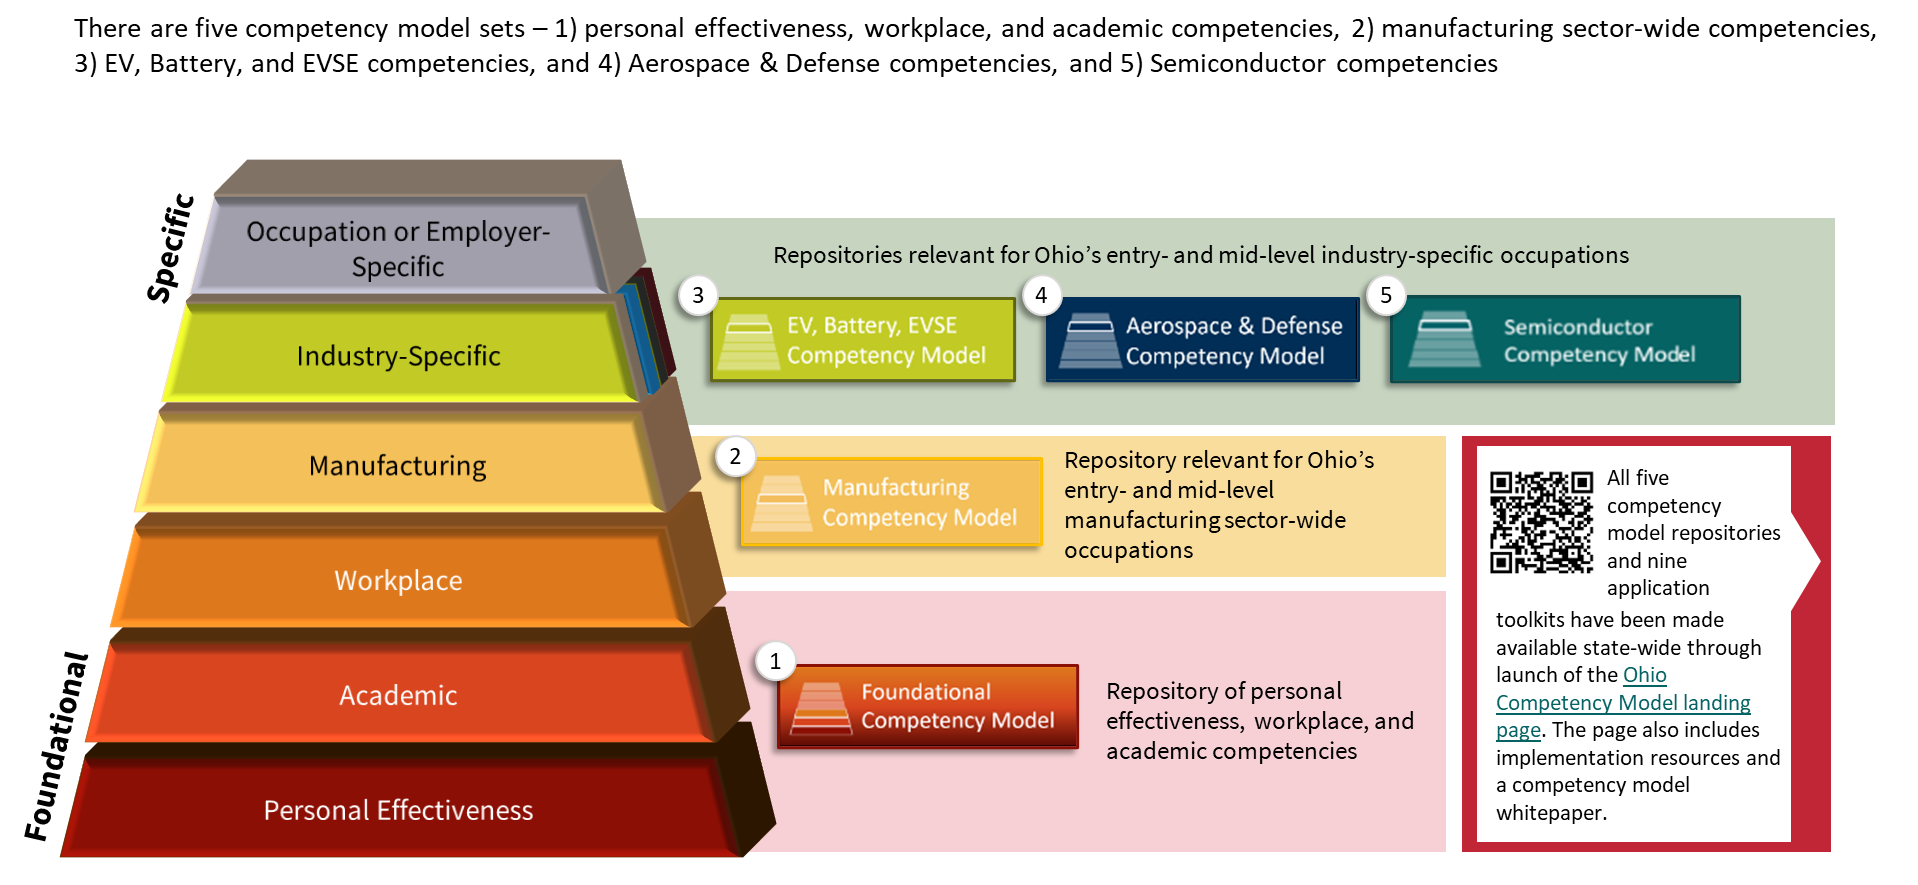 There are five competency model sets – 1) personal effectiveness, workplace, and academic competencies, 2) manufacturing sector-wide competencies,
3) EV, Battery, and EVSE competencies, and 4) Aerospace & Defense competencies, and 5) Semiconductor competencies
Specific
Occupation or Employer-
Specific
Industry-Specific
Manufacturing
Workplace
Academic
Personal Effectiveness
Foundational
Repositories relevant for Ohio's entry- and mid-level industry-specific occupations
3
EV, Battery, EVSE
Competency Model
4
Aerospace & Defense
Competency Model
5
Semiconductor
Competency Model
2
Manufacturing
Competency Model
Repository relevant for Ohio's
entry- and mid-level
manufacturing sector-wide
occupations
1
Foundational
Competency Model
Repository of personal
effectiveness, workplace, and
academic competencies
All five
competency
model repositories
and nine
application
toolkits have been made
available state-wide through
launch of the Ohio
Competency Model landing
page. The page also includes
implementation resources and
a competency model
whitepaper.